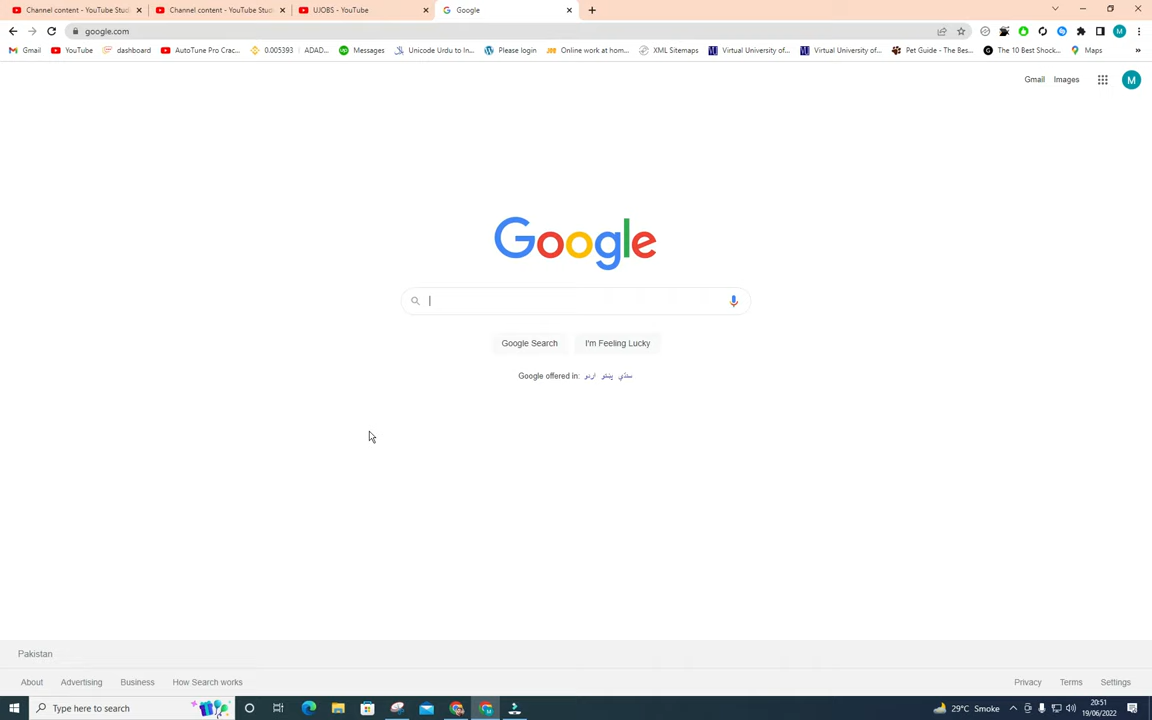 Channel content - YouTube Stud
Channel content - YouTube Stud
UJOBS - YouTube
Google
google.com
Gmail
YouTube
dashboard
AutoTune Pro Crac...
0.005393 | ADAD...
Messages
Unicode Urdu to In...
Please login
Online work at hom...
XML Sitemaps
Virtual University of...
Virtual University of...
Pet Guide - The Bes...
The 10 Best Shock...
Maps
»
Gmail
Images
M
Google
Google Search
I'm Feeling Lucky
Google offered in: اردو پښتو سنڌي
Pakistan
About
Advertising
Business
How Search works
Privacy
Terms
Settings
Type here to search
29°C Smoke
20:51
19/06/2022